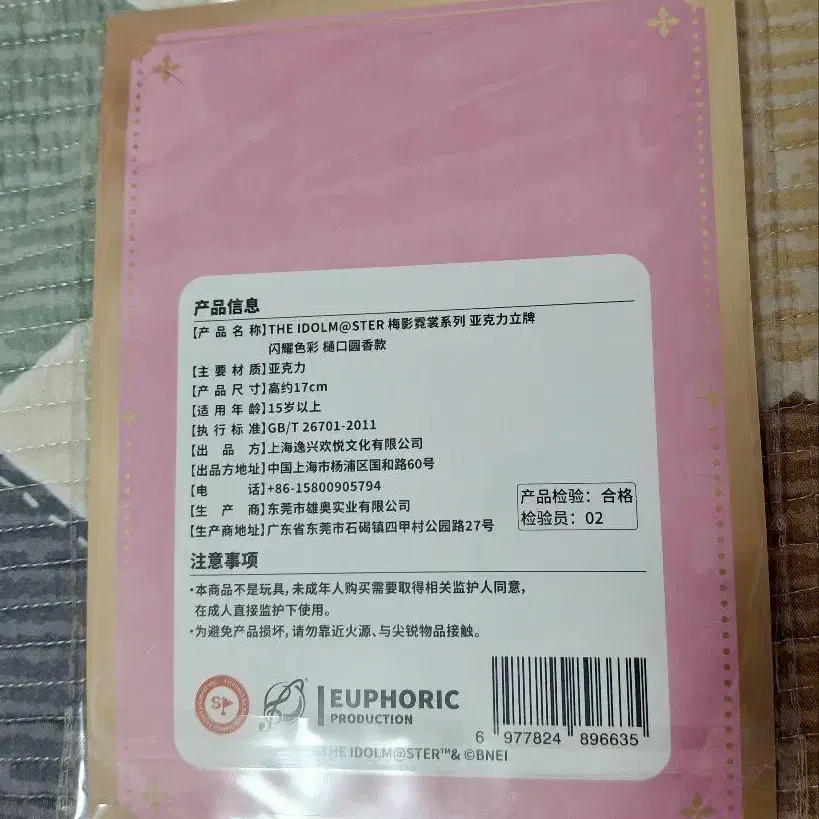 产品信息
【产品名称】THE IDOLM@STER 梅影霓裳系列 亚克力立牌
闪耀色彩 樋口圆香款
【主要材质】亚克力
【产品尺寸】高约17cm
【适用年龄】15岁以上
【执行标准】GB/T 26701-2011
【出品方】上海逸兴欢悦文化有限公司
【出品方地址】中国上海市杨浦区国和路60号
【电话】+86-15800905794
【生产商】东莞市雄奥实业有限公司
【生产商地址】广东省东莞市石碣镇四甲村公园路27号
产品检验：合格
检验员：02
注意事项
·本商品不是玩具, 未成年人购买需要取得相关监护人同意,
在成人直接监护下使用。
·为避免产品损坏, 请勿靠近火源、与尖锐物品接触。
EUPHORIC
PRODUCTION
6 977824 896635
THE IDOLM@STER™& ©BNEI